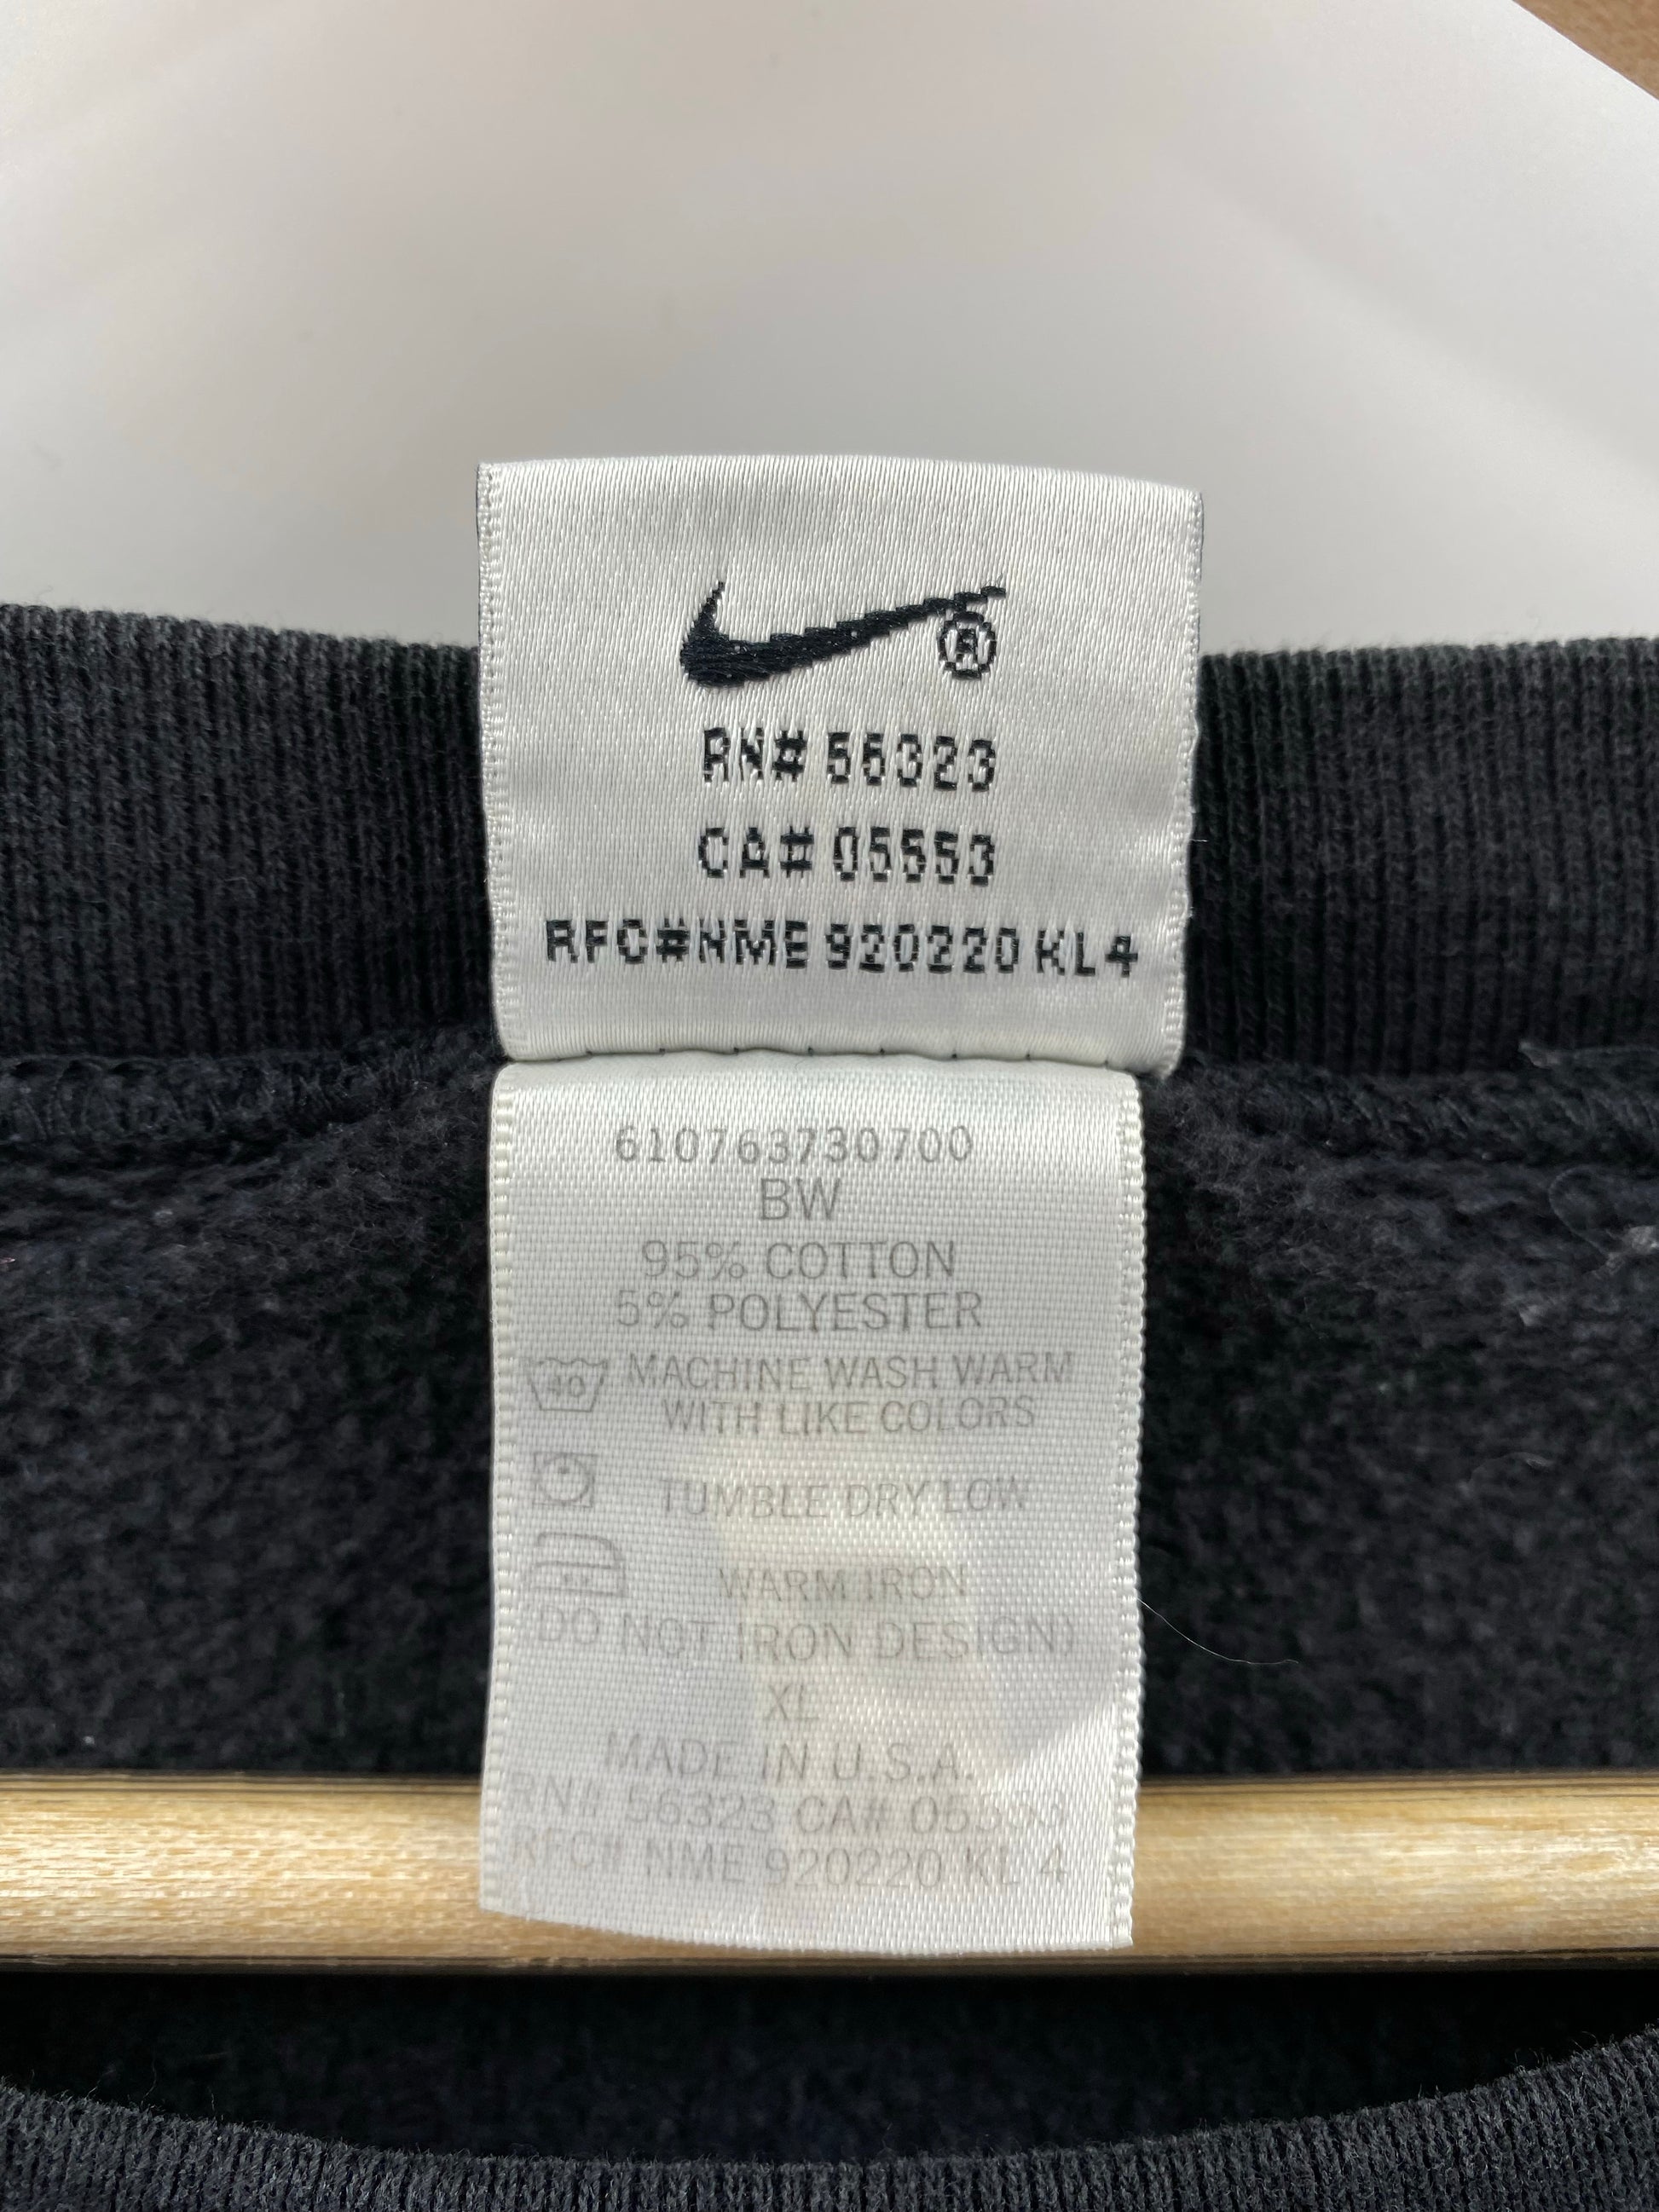 ®
RN# 56323
CA# 05553
RFC#NME 920220 KL4
610763730700
BW
95% COTTON
5% POLYESTER
40 MACHINE WASH WARM
WITH LIKE COLORS
TUMBLE DRY LOW
WARM IRON
(DO NOT IRON DESIGN)
XL
MADE IN U.S.A.
RN# 56323 CA# 05553
RFC# NME 920220 KL 4